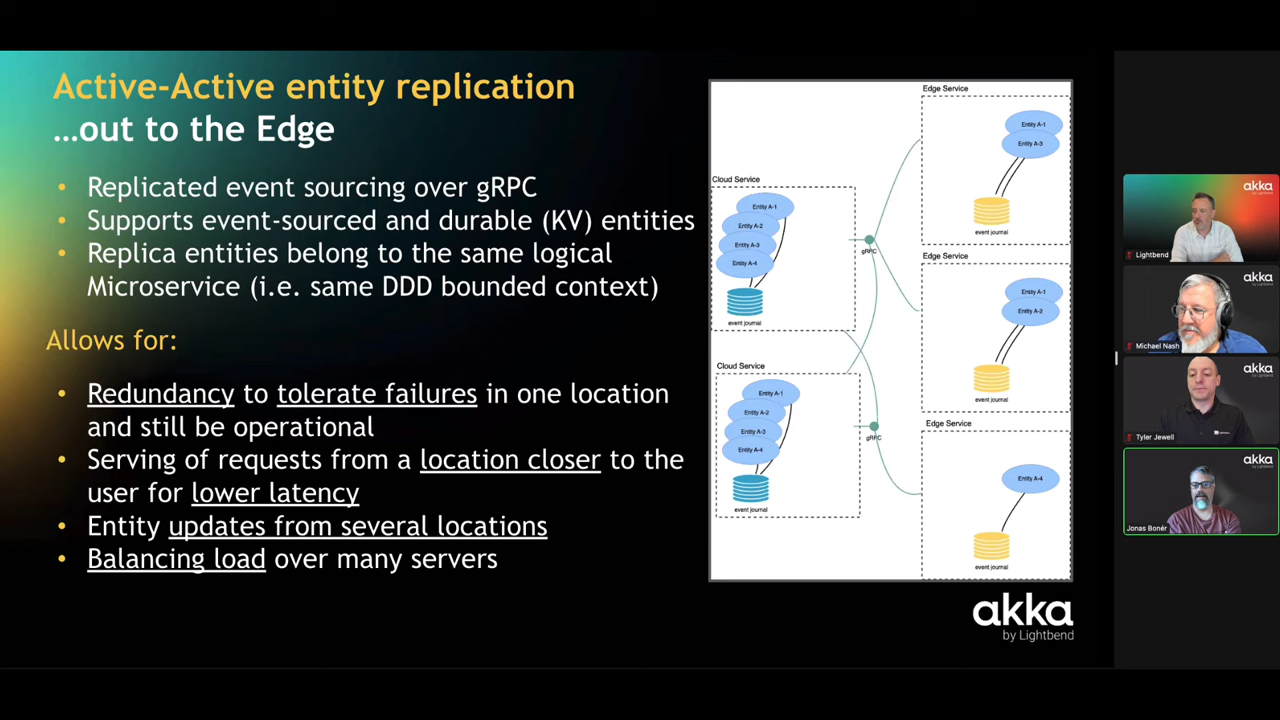 Active-Active entity replication
…out to the Edge
• Replicated event sourcing over gRPC
• Supports event-sourced and durable (KV) entities
• Replica entities belong to the same logical
Microservice (i.e. same DDD bounded context)
Allows for:
• Redundancy to tolerate failures in one location
and still be operational
• Serving of requests from a location closer to the
user for lower latency
• Entity updates from several locations
• Balancing load over many servers
Cloud Service
Entity A-1
Entity A-2
Entity A-3
Entity A-4
event journal
Cloud Service
Entity A-1
Entity A-2
Entity A-3
Entity A-4
event journal
gRPC
gRPC
Edge Service
Entity A-1
Entity A-3
event journal
Edge Service
Entity A-1
Entity A-2
event journal
Edge Service
Entity A-4
event journal
akka
by Lightbend
akka
Lightbend
akka
Michael Nash
akka
Tyler Jewell
akka
Jonas Bonér